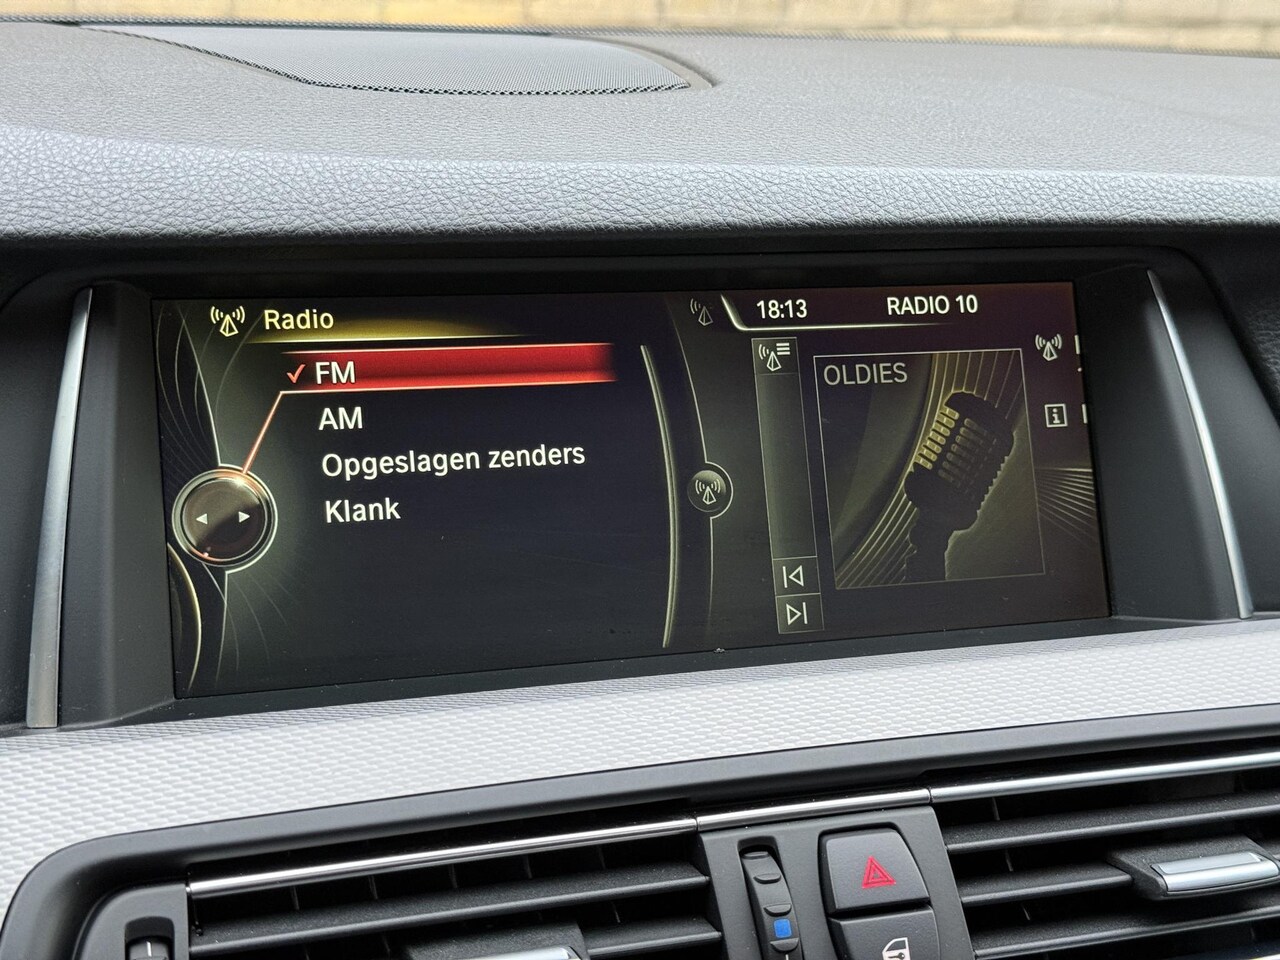 Radio
FM
AM
Opgeslagen zenders
Klank
18:13 RADIO 10
OLDIES